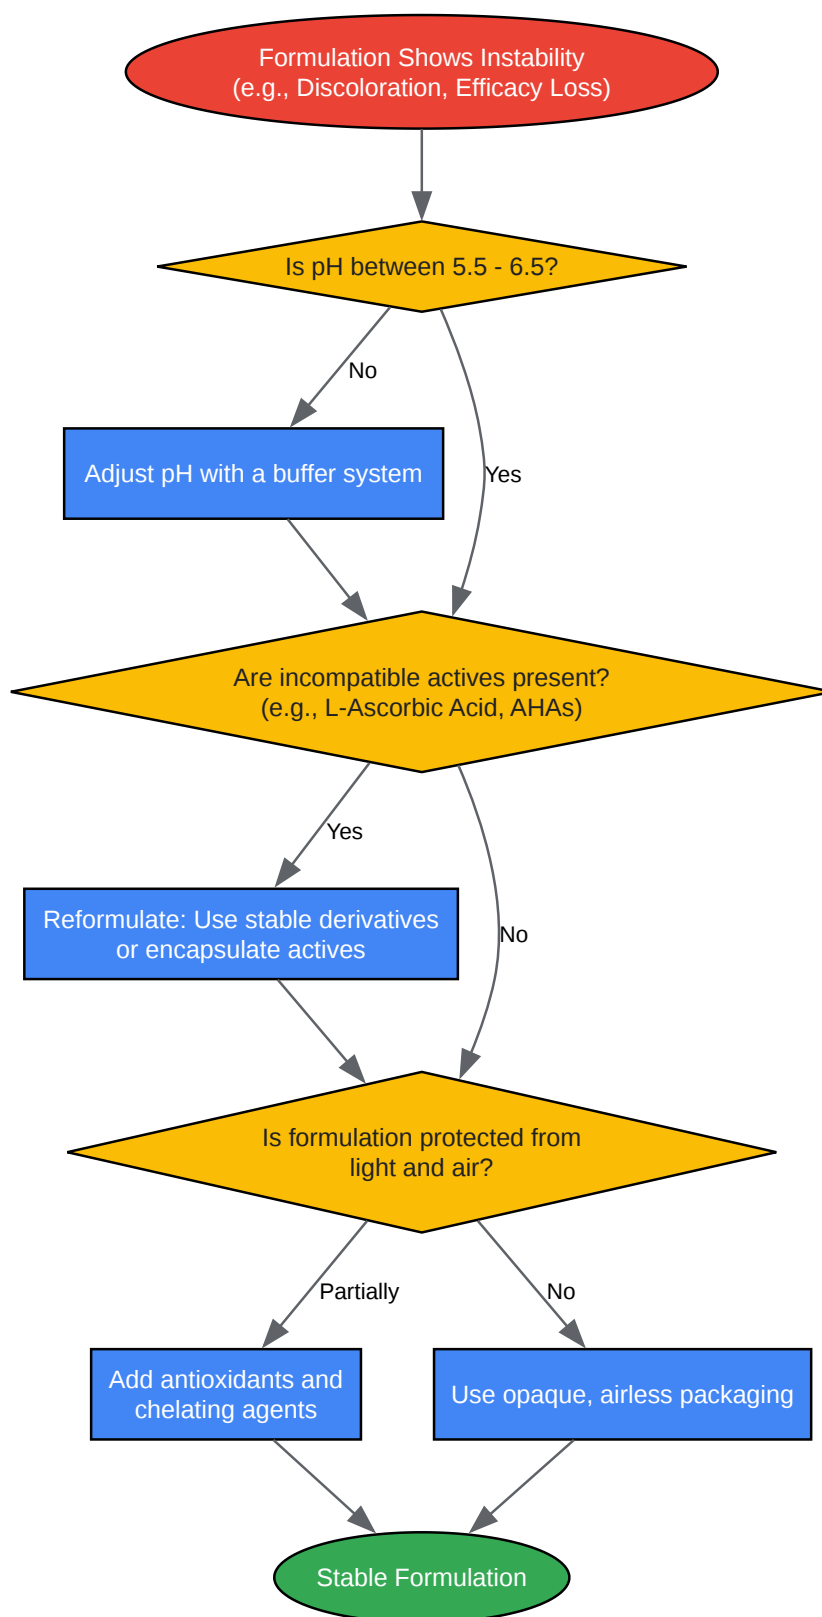 Formulation Shows Instability
(e.g., Discoloration, Efficacy Loss)
Is pH between 5.5 - 6.5?
No
Adjust pH with a buffer system
Yes
Are incompatible actives present?
(e.g., L-Ascorbic Acid, AHAs)
Yes
Reformulate: Use stable derivatives
or encapsulate actives
No
Is formulation protected from
light and air?
Partially
No
Add antioxidants and
chelating agents
Use opaque, airless packaging
Stable Formulation